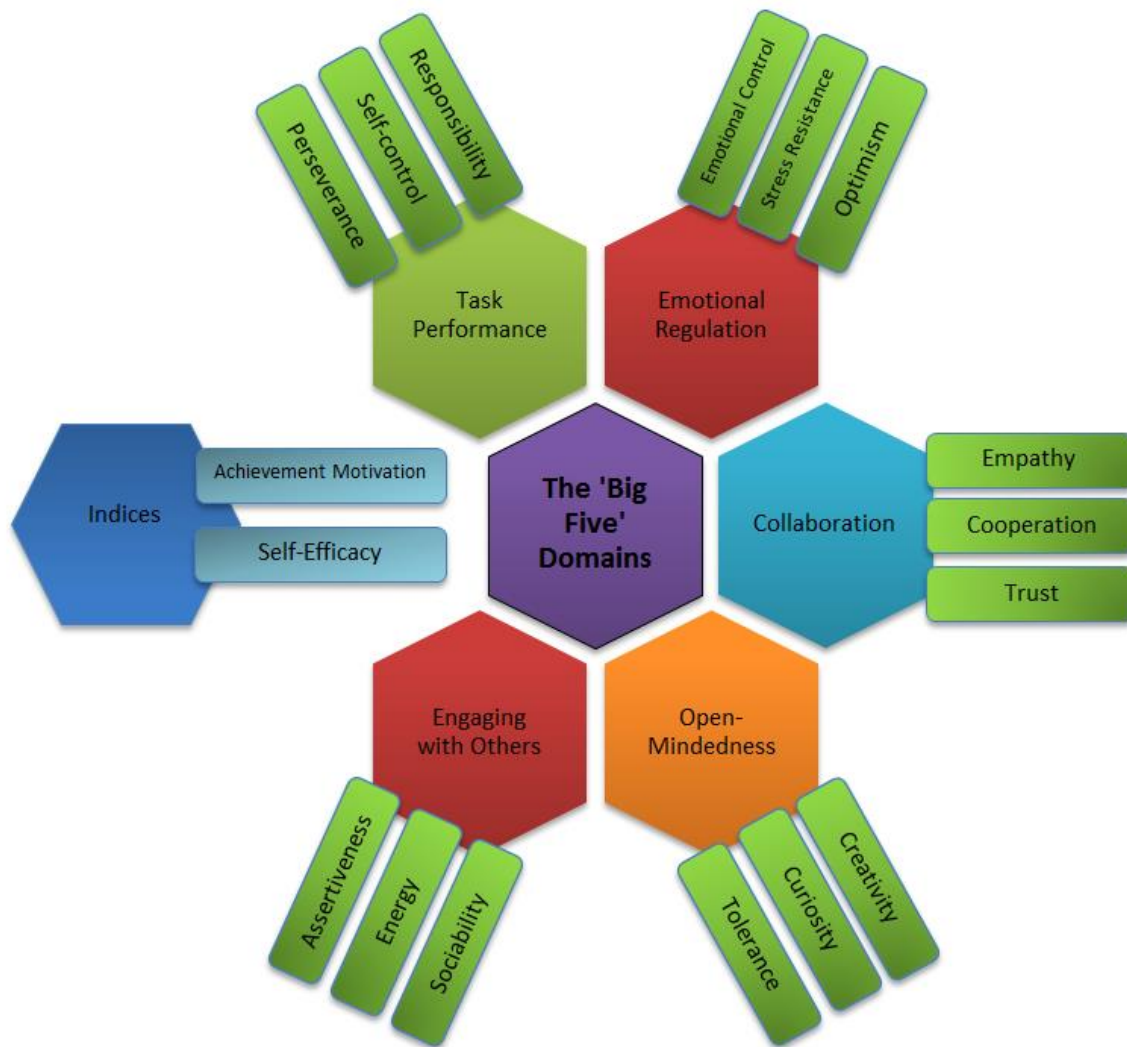 Perseverance
Self-control
Responsibility
Emotional Control
Stress Resistance
Optimism
Task
Performance
Emotional
Regulation
Indices
Achievement Motivation
Self-Efficacy
The 'Big
Five'
Domains
Collaboration
Empathy
Cooperation
Trust
Engaging
with Others
Open-
Mindedness
Assertiveness
Energy
Sociability
Tolerance
Curiosity
Creativity